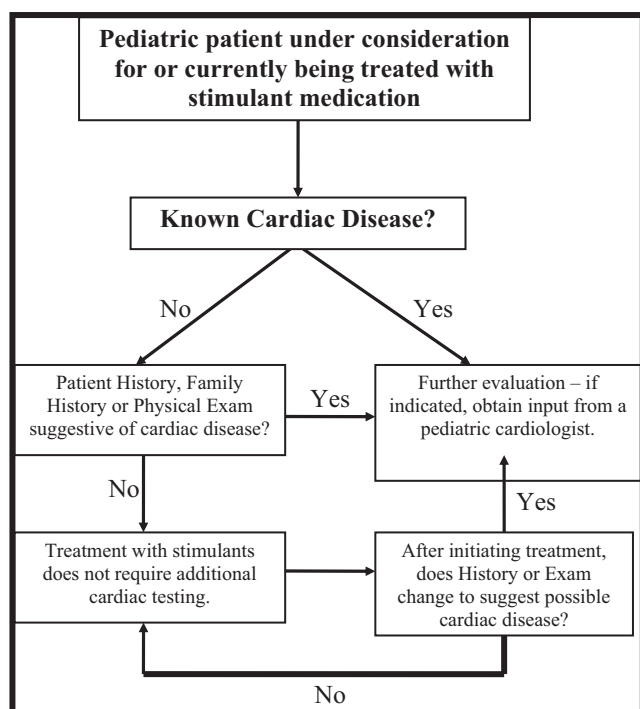 Pediatric patient under consideration
for or currently being treated with
stimulant medication
Known Cardiac Disease?
No
Yes
Patient History, Family
History or Physical Exam
suggestive of cardiac disease?
Yes
Further evaluation – if
indicated, obtain input from a
pediatric cardiologist.
No
Yes
Treatment with stimulants
does not require additional
cardiac testing.
After initiating treatment,
does History or Exam
change to suggest possible
cardiac disease?
No